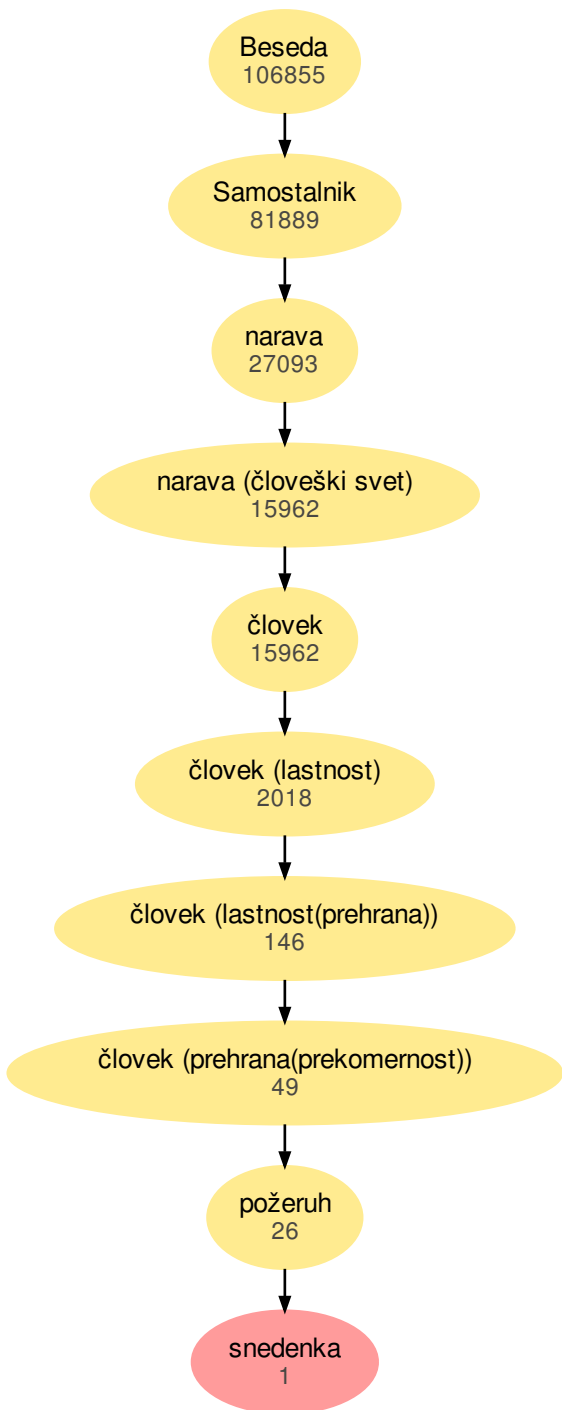 Beseda
106855
Samostalnik
81889
narava
27093
narava (človeški svet)
15962
človek
15962
človek (lastnost)
2018
človek (lastnost(prehrana))
146
človek (prehrana(prekomernost))
49
požeruh
26
snedenka
1